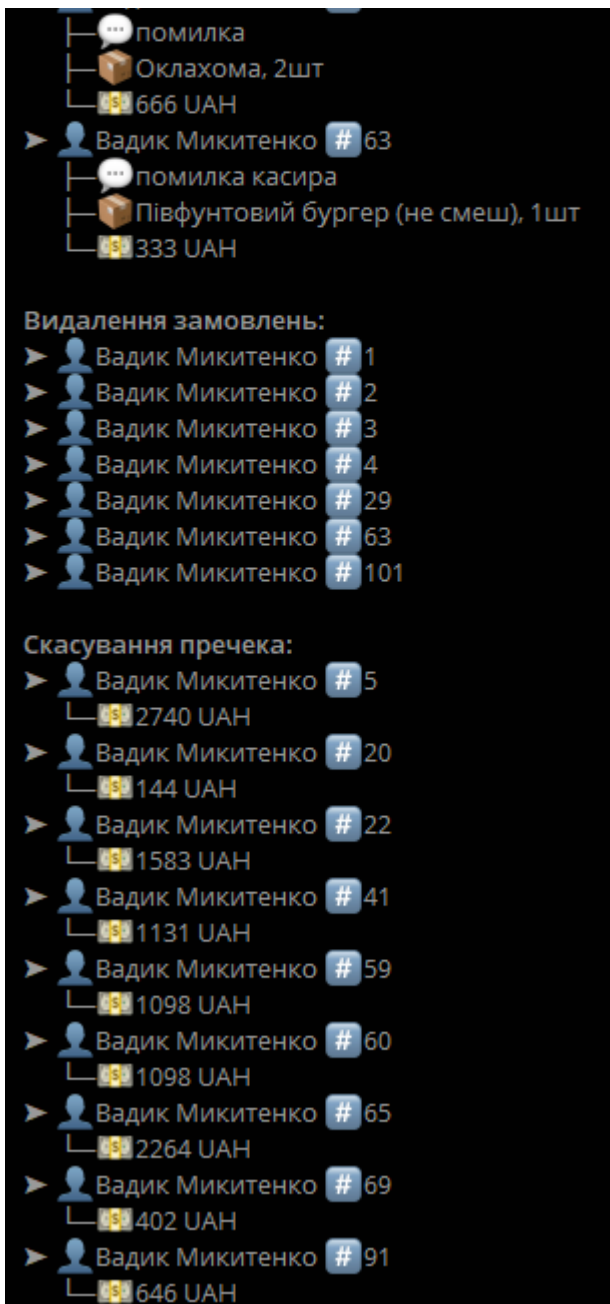 помилка
Оклахома, 2шт
666 UAH
Вадик Микитенко #63
помилка касира
Півфунтовий бургер (не смеш), 1шт
333 UAH
Видалення замовлень:
Вадик Микитенко #1
Вадик Микитенко #2
Вадик Микитенко #3
Вадик Микитенко #4
Вадик Микитенко #29
Вадик Микитенко #63
Вадик Микитенко #101
Скасування пречека:
Вадик Микитенко #5
2740 UAH
Вадик Микитенко #20
144 UAH
Вадик Микитенко #22
1583 UAH
Вадик Микитенко #41
1131 UAH
Вадик Микитенко #59
1098 UAH
Вадик Микитенко #60
1098 UAH
Вадик Микитенко #65
2264 UAH
Вадик Микитенко #69
402 UAH
Вадик Микитенко #91
646 UAH